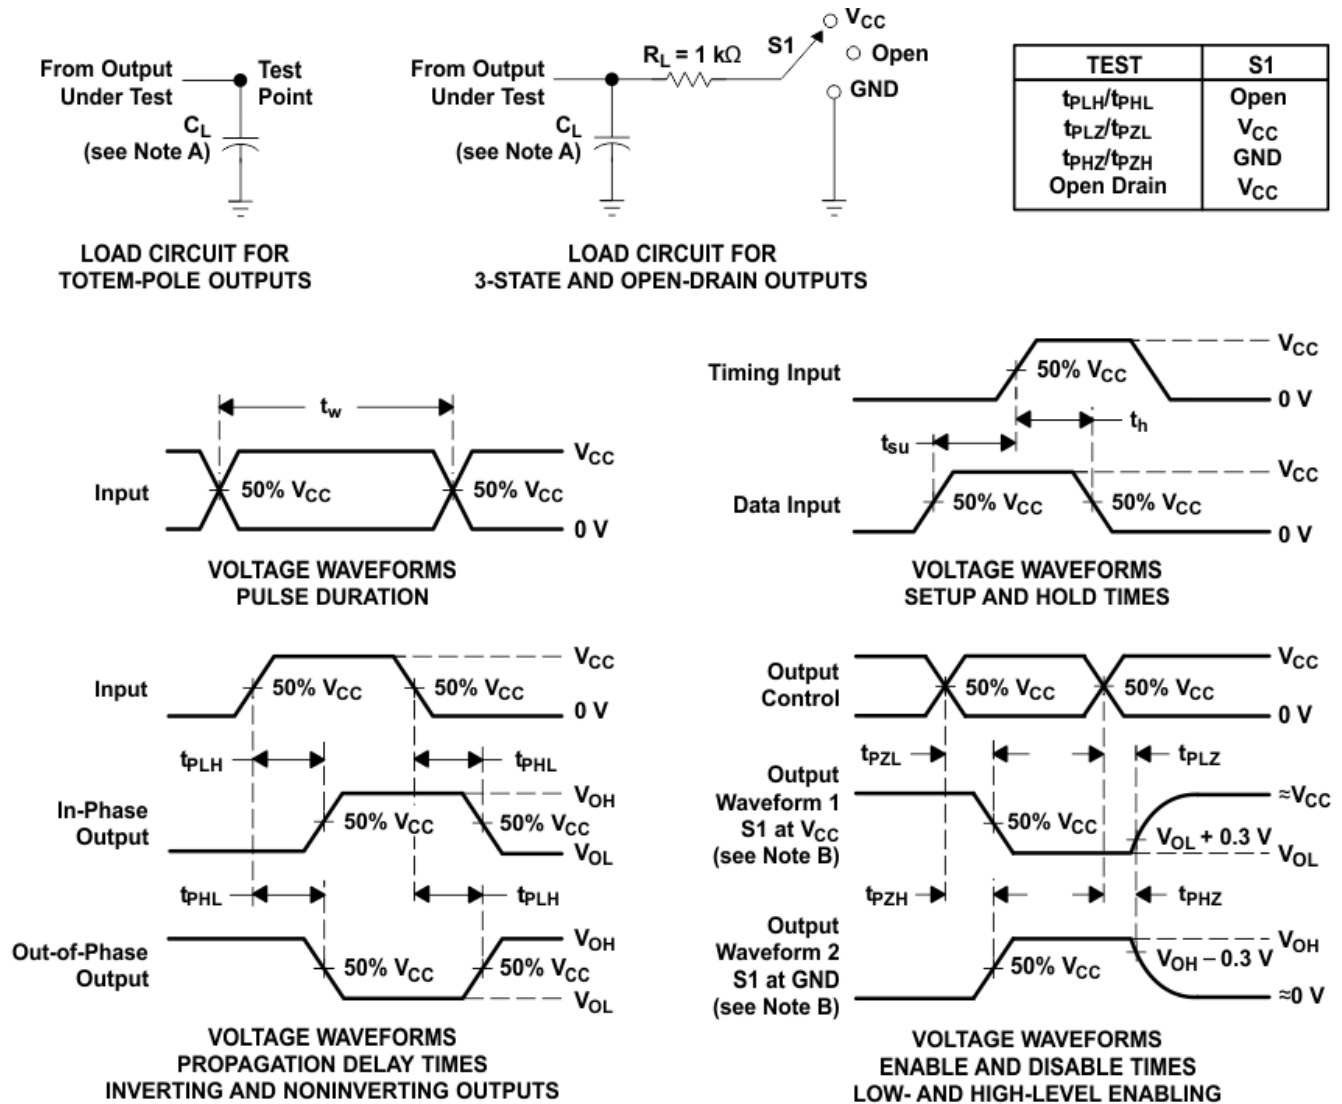 From Output
Under Test
Test
Point
CL
(see Note A)
LOAD CIRCUIT FOR
TOTEM-POLE OUTPUTS
From Output
Under Test
RL = 1 kΩ
S1
VCC
Open
GND
CL
(see Note A)
LOAD CIRCUIT FOR
3-STATE AND OPEN-DRAIN OUTPUTS
TEST S1
tPLH/tPHL Open
tPLZ/tPZL VCC
tPHZ/tPZH GND
Open Drain VCC
tw
Input
50% VCC
50% VCC
VCC
0 V
VOLTAGE WAVEFORMS
PULSE DURATION
Timing Input
50% VCC
VCC
0 V
tsu
th
Data Input
50% VCC
50% VCC
VCC
0 V
VOLTAGE WAVEFORMS
SETUP AND HOLD TIMES
Input
50% VCC
50% VCC
VCC
0 V
tPLH
tPHL
In-Phase
Output
50% VCC
50% VCC
VOH
VOL
tPHL
tPLH
Out-of-Phase
Output
50% VCC
50% VCC
VOH
VOL
VOLTAGE WAVEFORMS
PROPAGATION DELAY TIMES
INVERTING AND NONINVERTING OUTPUTS
Output
Control
50% VCC
50% VCC
VCC
0 V
tPZL
tPLZ
Output
Waveform 1
S1 at VCC
(see Note B)
50% VCC
VOL + 0.3 V
≈VCC
VOL
tPZH
tPHZ
Output
Waveform 2
S1 at GND
(see Note B)
50% VCC
VOH − 0.3 V
VOH
≈0 V
VOLTAGE WAVEFORMS
ENABLE AND DISABLE TIMES
LOW- AND HIGH-LEVEL ENABLING